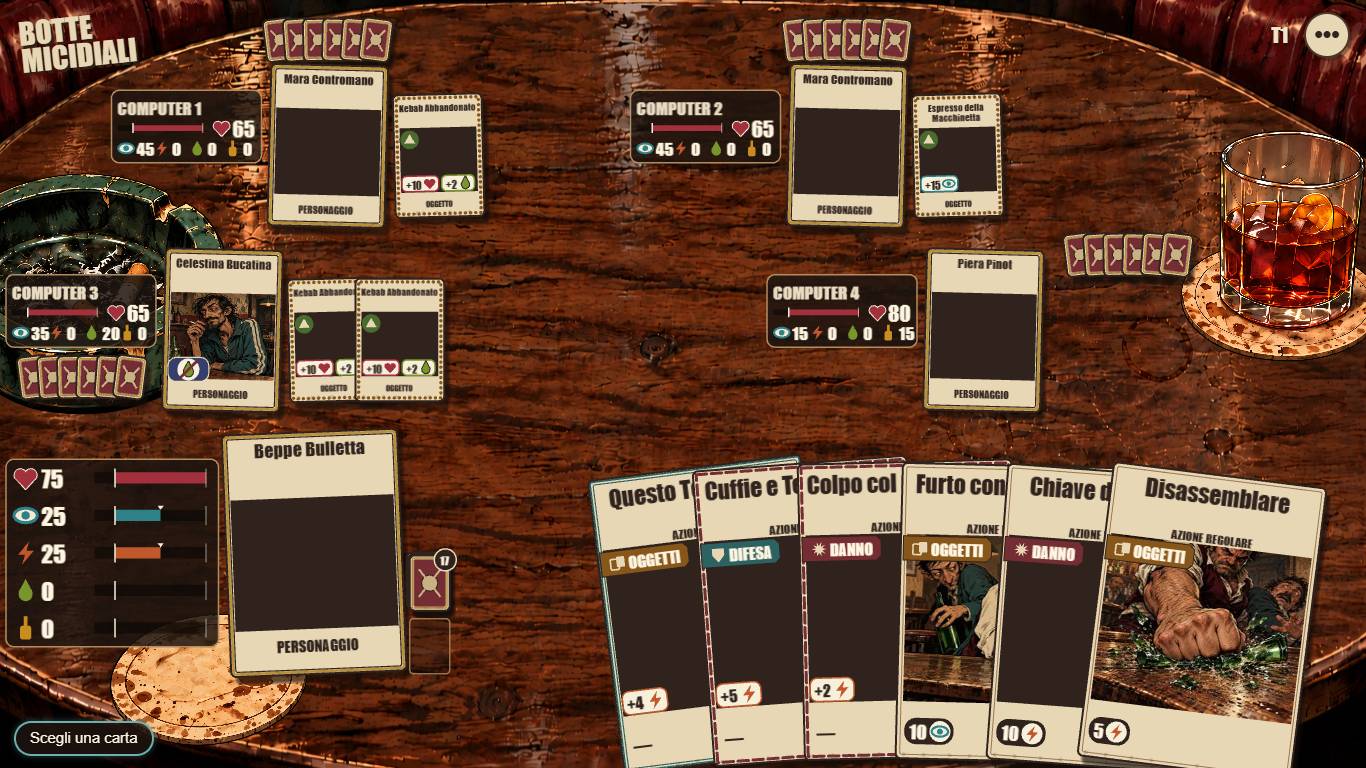 BOTTE
MICIDIALI
T1
Mara Contromano
PERSONAGGIO
COMPUTER 1
65
45 0 0 0
Kebab Abbandonato
+10 +2
OGGETTO
Mara Contromano
PERSONAGGIO
COMPUTER 2
65
45 0 0 0
Espresso della
Macchinetta
+15
OGGETTO
COMPUTER 3
65
35 0 20 0
Celestina Bucatina
PERSONAGGIO
Kebab Abbando
+10 +2
OGGETTO
Kebab Abbandonato
+10 +2
OGGETTO
COMPUTER 4
80
15 0 0 15
Piera Pinot
PERSONAGGIO
75
25
25
0
0
Beppe Bulletta
PERSONAGGIO
17
Questo T
AZIO
OGGETTI
+4
—
Cuffie e Te
AZION
DIFESA
+5
—
Colpo col
AZION
DANNO
+2
—
Furto con
AZIONE
OGGETTI
10
Chiave d
AZIONE
DANNO
10
Disassemblare
AZIONE REGOLARE
OGGETTI
5
Scegli una carta